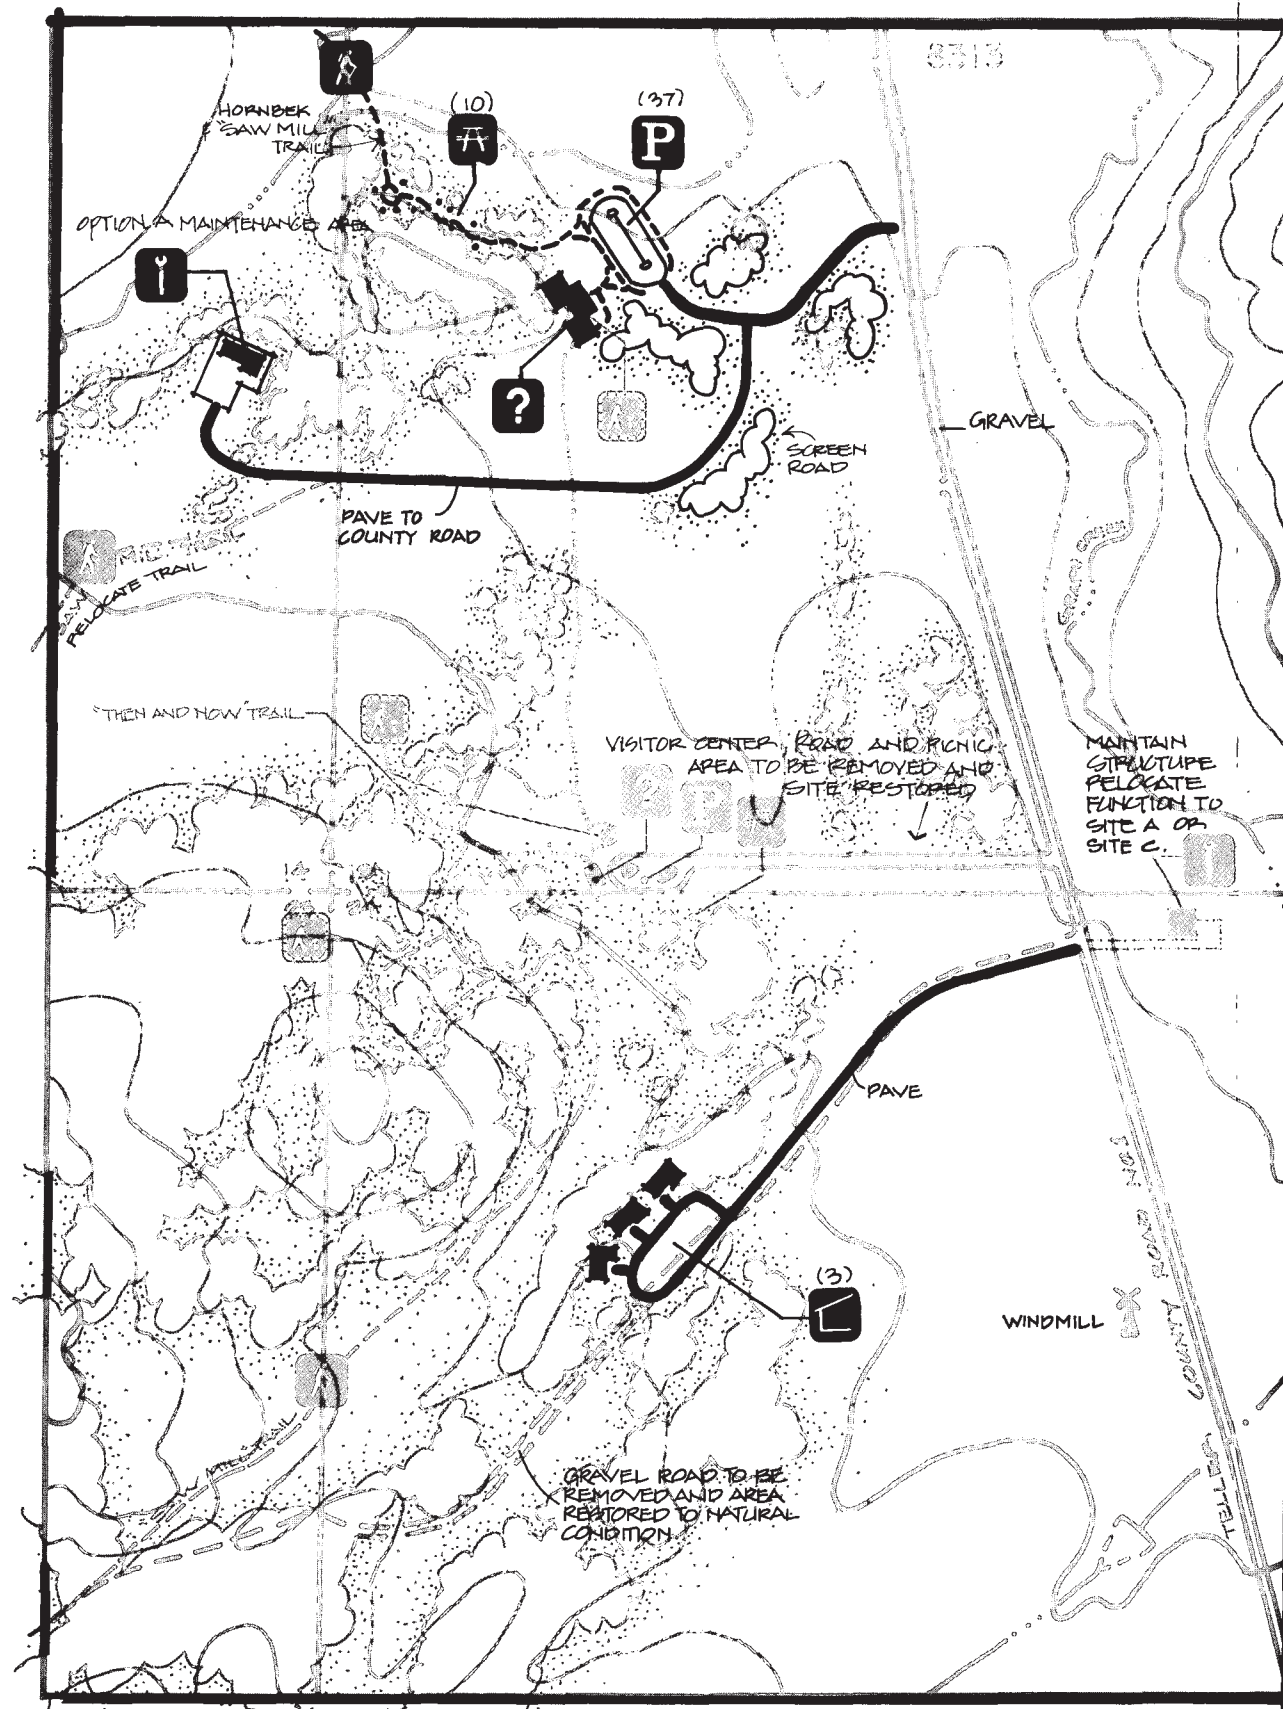 8313
(10)
(37)
P
HORNBEK
"SAW MILL"
TRAIL
OPTION A MAINTENANCE AREA
?
GRAVEL
SCREEN
ROAD
PAVE TO
COUNTY ROAD
RELOCATE TRAIL
"THEN AND NOW" TRAIL
VISITOR CENTER, ROAD AND PICNIC
AREA TO BE REMOVED AND
SITE RESTORED
MAINTAIN
STRUCTURE
RELOCATE
FUNCTION TO
SITE A OR
SITE C.
?
P
14
PAVE
(3)
WINDMILL
TELLER COUNTY ROAD NO. 1
MILL TRAIL
GRAVEL ROAD TO BE
REMOVED AND AREA
RESTORED TO NATURAL
CONDITION